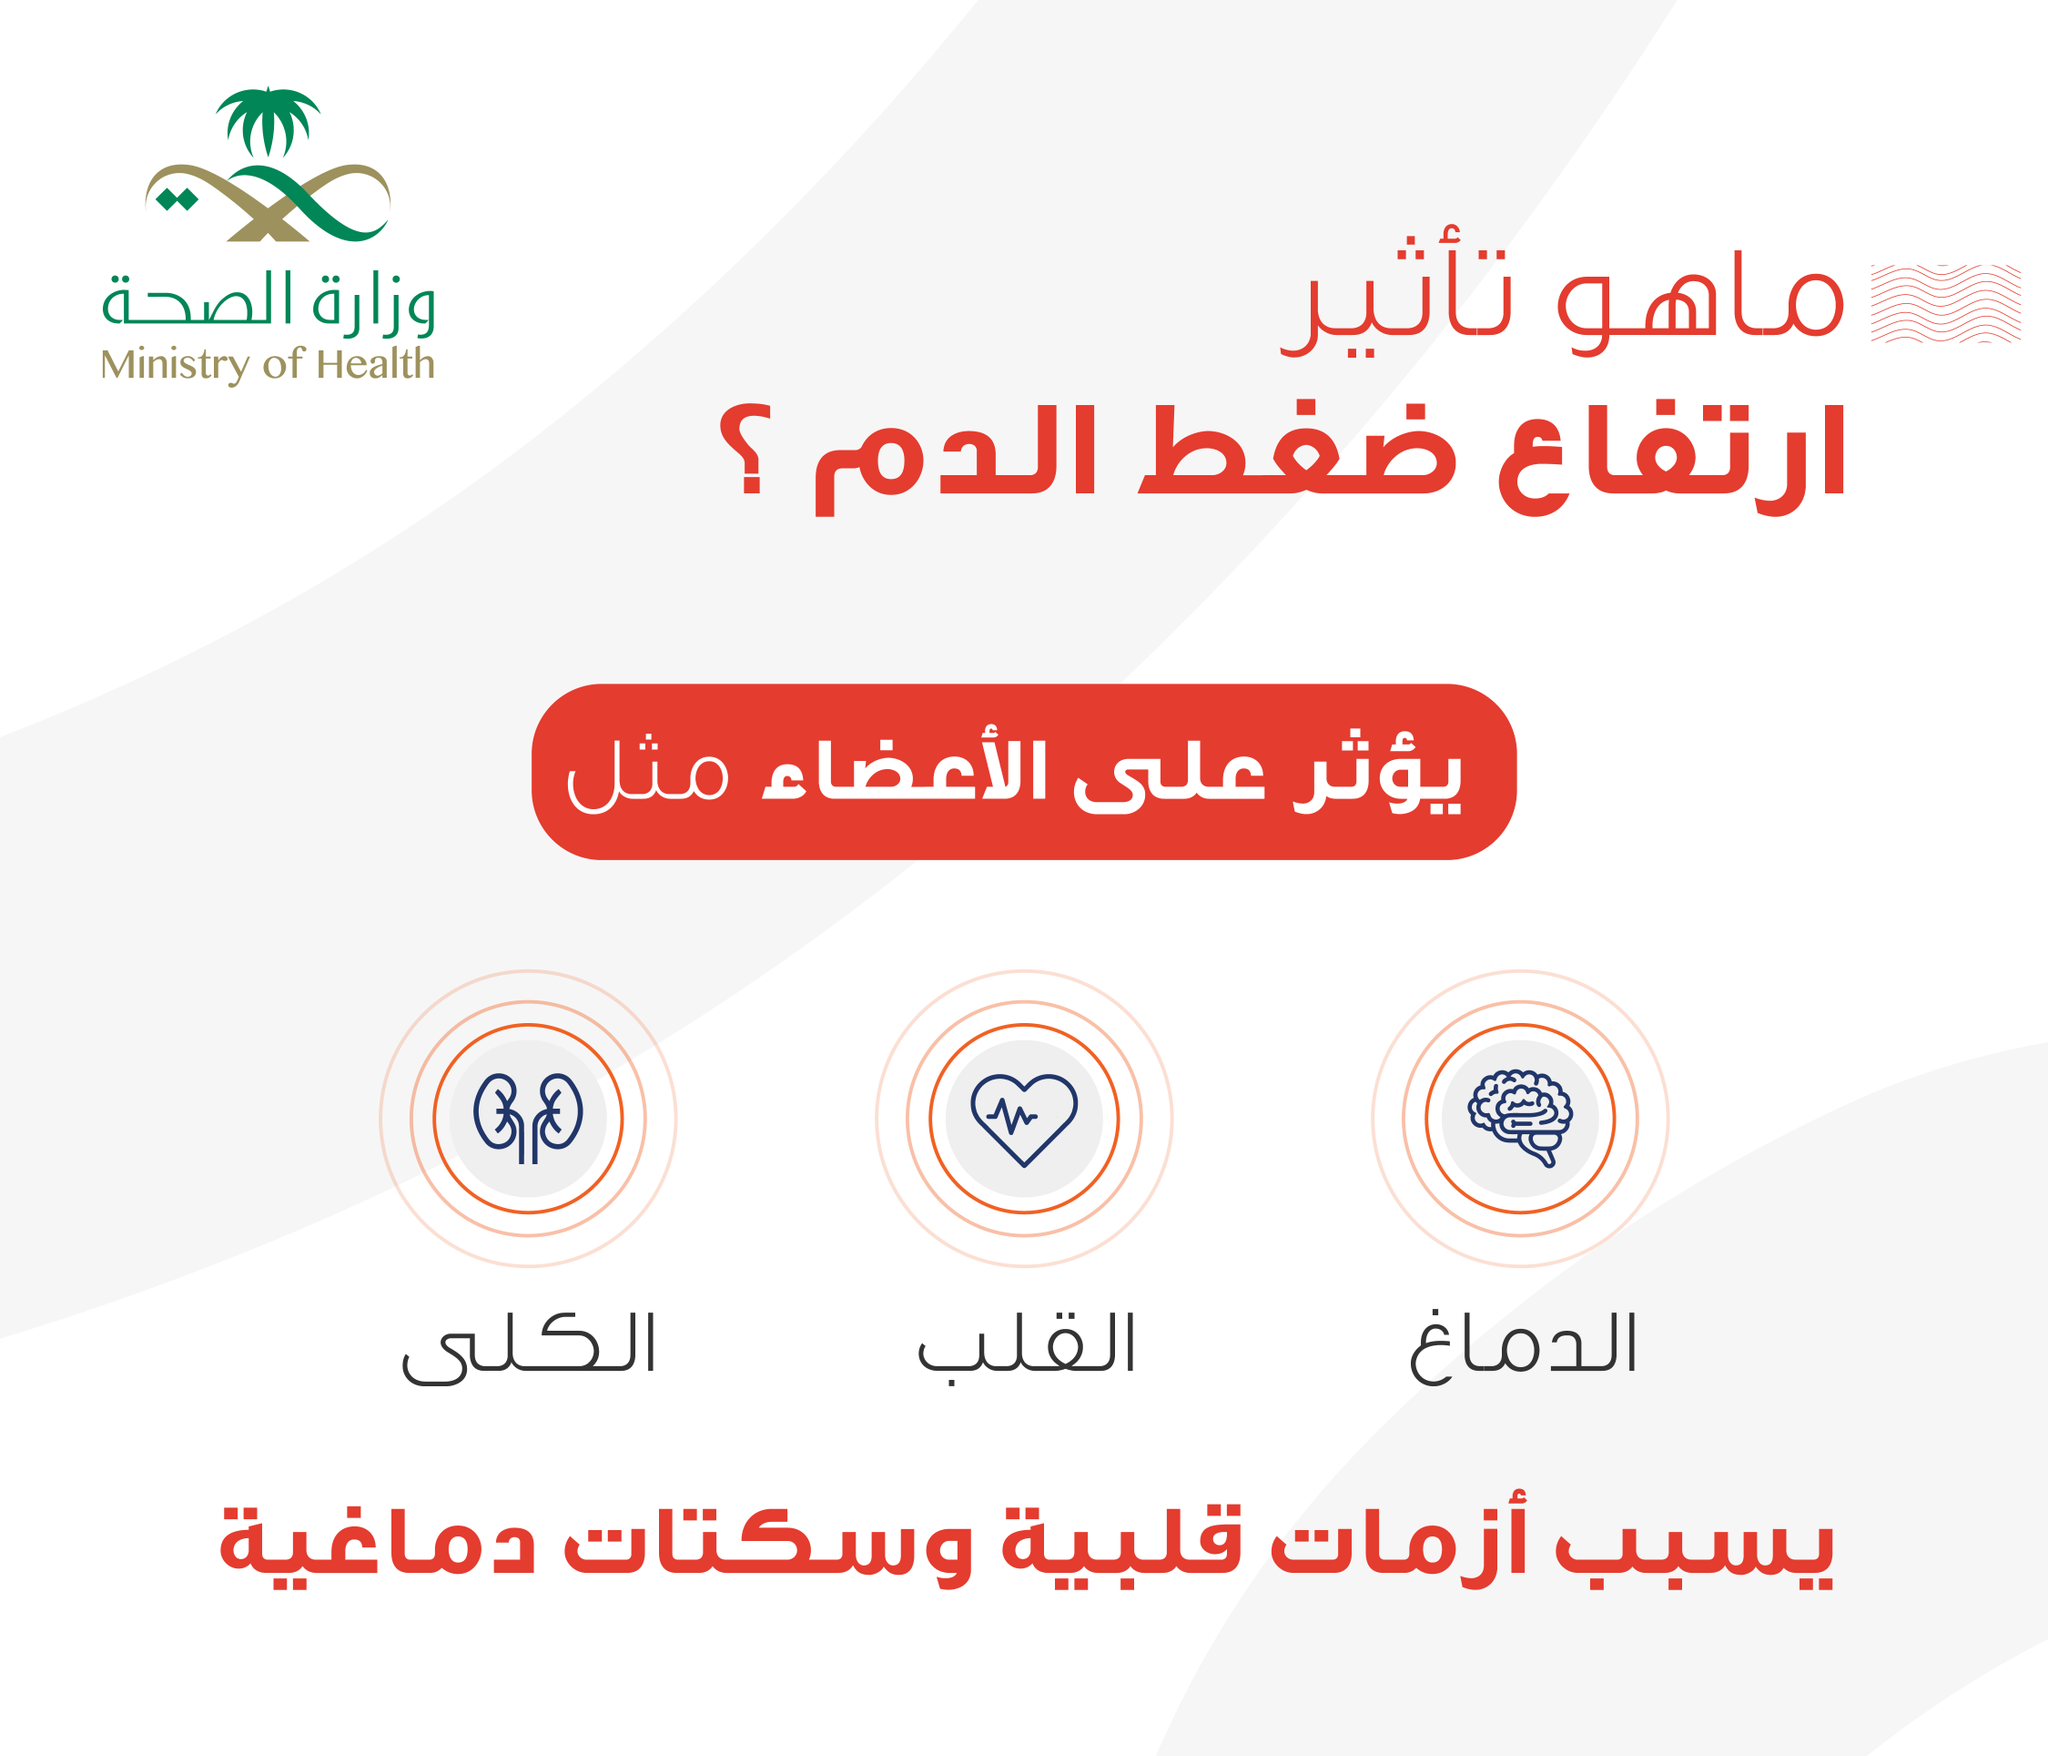 وزارة الصحة
Ministry of Health
ماهو تأثير
ارتفاع ضغط الدم ؟
يؤثر على الأعضاء مثل
الدماغ
القلب
الكلى
يسبب أزمات قلبية وسكتات دماغية